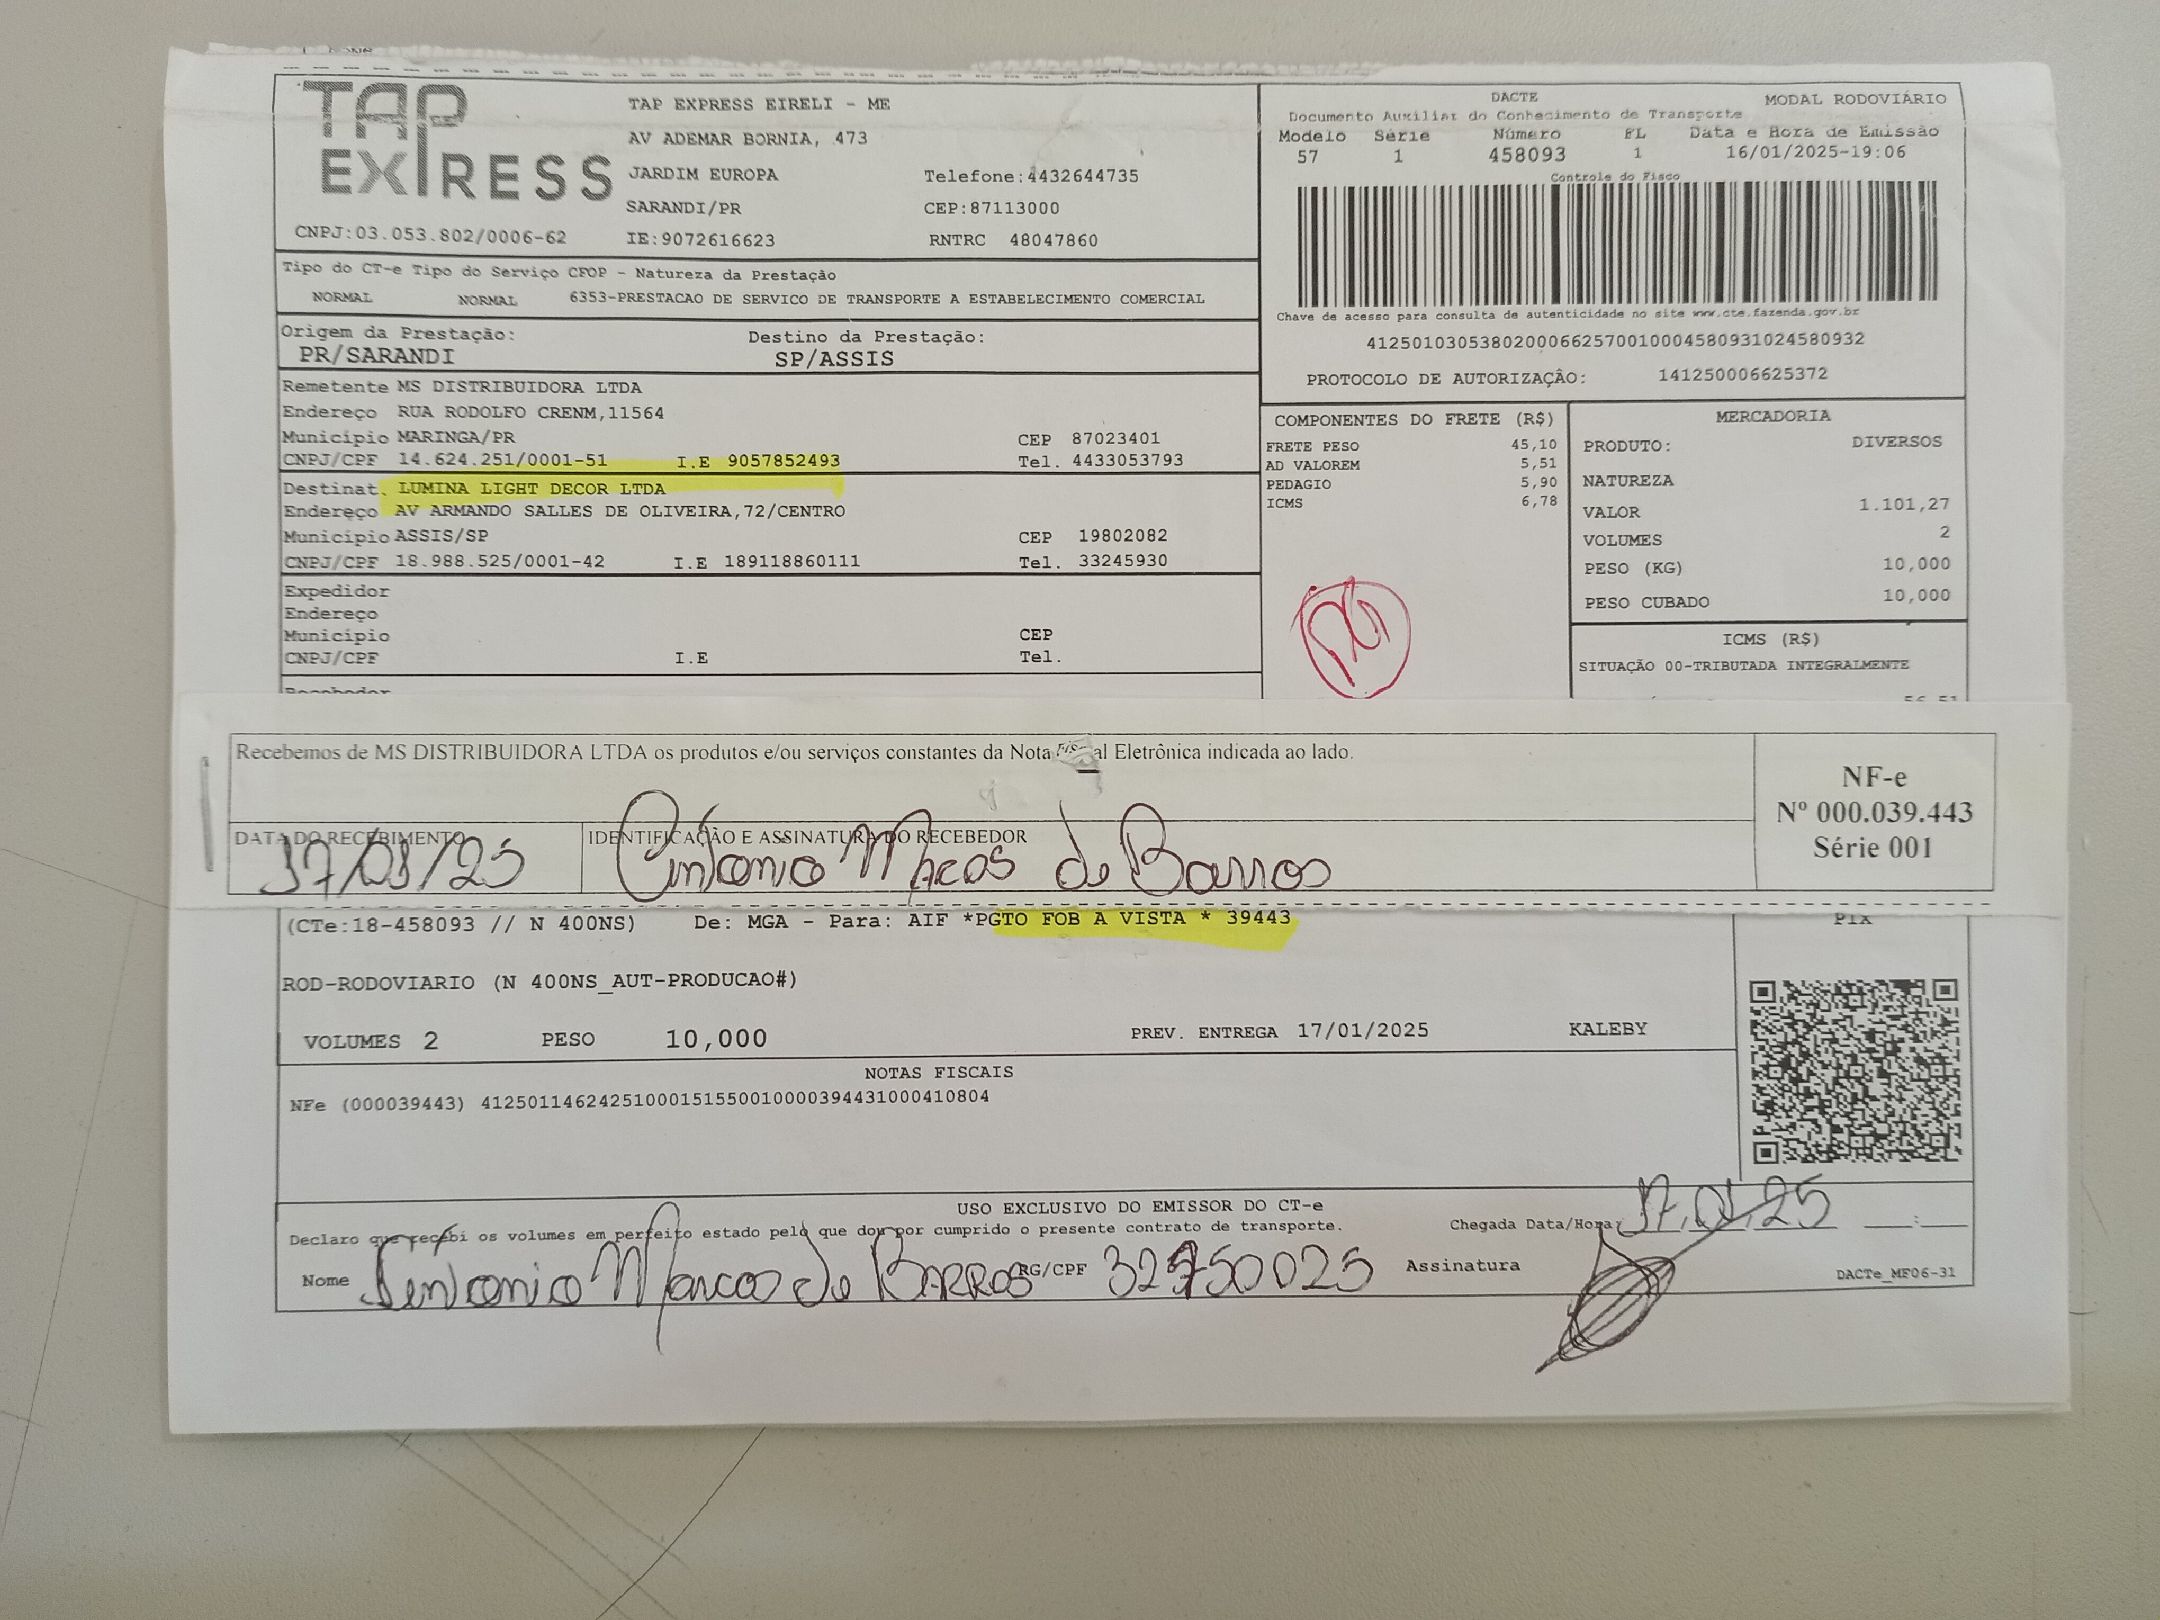 TAP
EXPRESS
CNPJ:03.053.802/0006-62
TAP EXPRESS EIRELI - ME
AV ADEMAR BORNIA, 473
JARDIM EUROPA Telefone:4432644735
SARANDI/PR CEP:87113000
IE:9072616623 RNTRC 48047860
DACTE MODAL RODOVIÁRIO
Documento Auxiliar do Conhecimento de Transporte
Modelo Série Número FL Data e Hora de Emissão
57 1 458093 1 16/01/2025-19:06
Controle do Fisco
Chave de acesso para consulta de autenticidade no site www.cte.fazenda.gov.br
41250103053802000662570010004580931024580932
PROTOCOLO DE AUTORIZAÇÃO: 141250006625372
Tipo do CT-e Tipo do Serviço CFOP - Natureza da Prestação
NORMAL NORMAL 6353-PRESTACAO DE SERVICO DE TRANSPORTE A ESTABELECIMENTO COMERCIAL
Origem da Prestação: Destino da Prestação:
PR/SARANDI SP/ASSIS
Remetente MS DISTRIBUIDORA LTDA
Endereço RUA RODOLFO CRENM,11564
Município MARINGA/PR CEP 87023401
CNPJ/CPF 14.624.251/0001-51 I.E 9057852493 Tel. 4433053793
Destinat. LUMINA LIGHT DECOR LTDA
Endereço AV ARMANDO SALLES DE OLIVEIRA,72/CENTRO
Município ASSIS/SP CEP 19802082
CNPJ/CPF 18.988.525/0001-42 I.E 189118860111 Tel. 33245930
Expedidor
Endereço
Município CEP
CNPJ/CPF I.E Tel.
COMPONENTES DO FRETE (R$)
FRETE PESO 45,10
AD VALOREM 5,51
PEDAGIO 5,90
ICMS 6,78
PG
MERCADORIA
PRODUTO: DIVERSOS
NATUREZA
VALOR 1.101,27
VOLUMES 2
PESO (KG) 10,000
PESO CUBADO 10,000
ICMS (R$)
SITUAÇÃO 00-TRIBUTADA INTEGRALMENTE
Recebemos de MS DISTRIBUIDORA LTDA os produtos e/ou serviços constantes da Nota Fiscal Eletrônica indicada ao lado.
DATA DO RECEBIMENTO IDENTIFICAÇÃO E ASSINATURA DO RECEBEDOR
17/01/25 Antonio Macos de Barros
NF-e
Nº 000.039.443
Série 001
(CTe:18-458093 // N 400NS) De: MGA - Para: AIF *PGTO FOB A VISTA * 39443
PIX
ROD-RODOVIARIO (N 400NS_AUT-PRODUCAO#)
VOLUMES 2 PESO 10,000 PREV. ENTREGA 17/01/2025 KALEBY
NOTAS FISCAIS
NFe (000039443) 41250114624251000151550010000394431000410804
USO EXCLUSIVO DO EMISSOR DO CT-e
Declaro que recebi os volumes em perfeito estado pelo que dou por cumprido o presente contrato de transporte.
Chegada Data/Hora: 17.01.25 __:__
Nome Antonio Marcos de BARROS RG/CPF Assinatura
DACTe_MF06-31